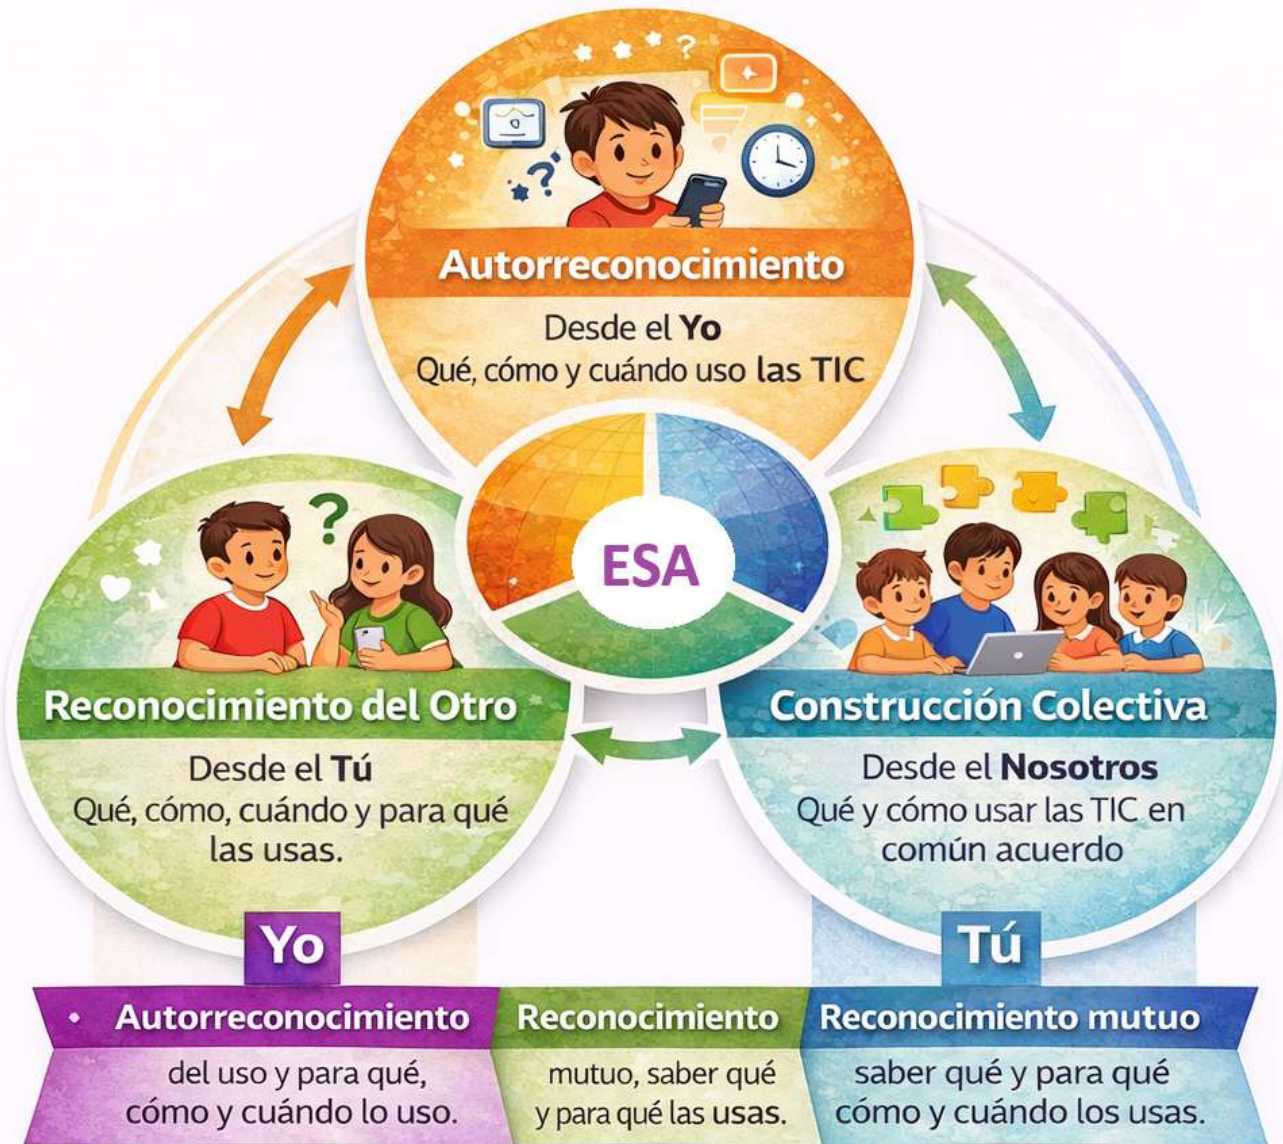 Autorreconocimiento
Desde el Yo
Qué, cómo y cuándo uso las TIC
ESA
Reconocimiento del Otro
Desde el Tú
Qué, cómo, cuándo y para qué
las usas.
Construcción Colectiva
Desde el Nosotros
Qué y cómo usar las TIC en
común acuerdo
Yo
Autorreconocimiento
del uso y para qué,
cómo y cuándo lo uso.
Reconocimiento
mutuo, saber qué
y para qué las usas.
Tú
Reconocimiento mutuo
saber qué y para qué
cómo y cuándo los usas.